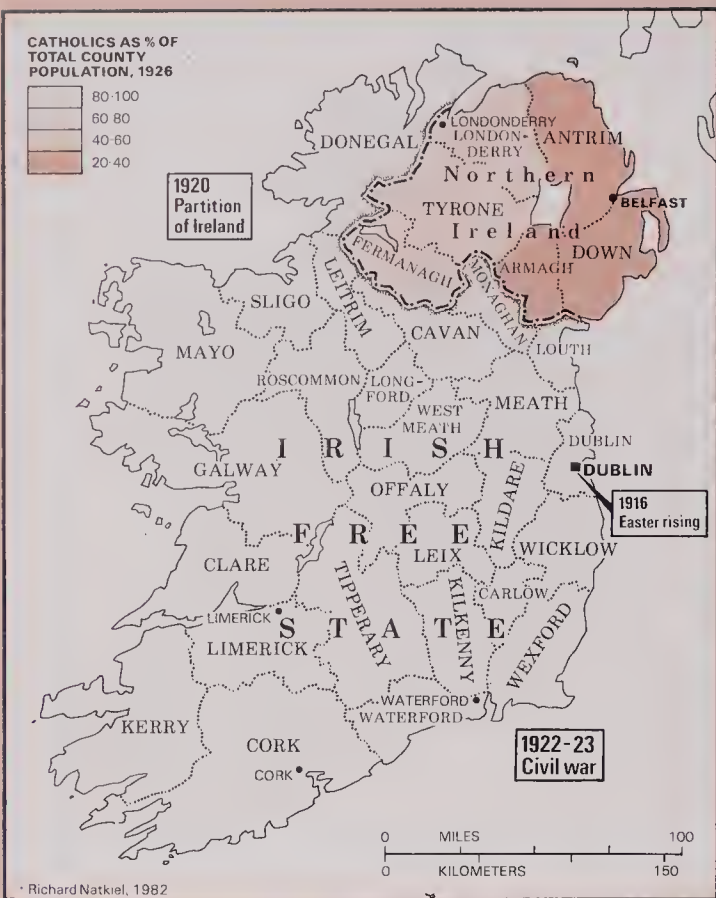 CATHOLICS AS % OF
TOTAL COUNTY
POPULATION, 1926
80-100
60 80
40-60
20-40
1920
Partition
of Ireland
DONEGAL
LONDONDERRY
LONDON-
DERRY
ANTRIM
Northern
BELFAST
TYRONE
Ireland
DOWN
FERMANAGH
ARMAGH
MONAGHAN
LEITRIM
SLIGO
CAVAN
LOUTH
MAYO
ROSCOMMON
LONG-
FORD
MEATH
WEST
MEATH
DUBLIN
IRISH
GALWAY
DUBLIN
OFFALY
KILDARE
1916
Easter rising
FREE
LEIX
WICKLOW
CLARE
TIPPERARY
KILKENNY
CARLOW
LIMERICK
STATE
WEXFORD
LIMERICK
WATERFORD
WATERFORD
KERRY
CORK
1922-23
Civil war
CORK
0 MILES 100
0 KILOMETERS 150
Richard Natkiel, 1982